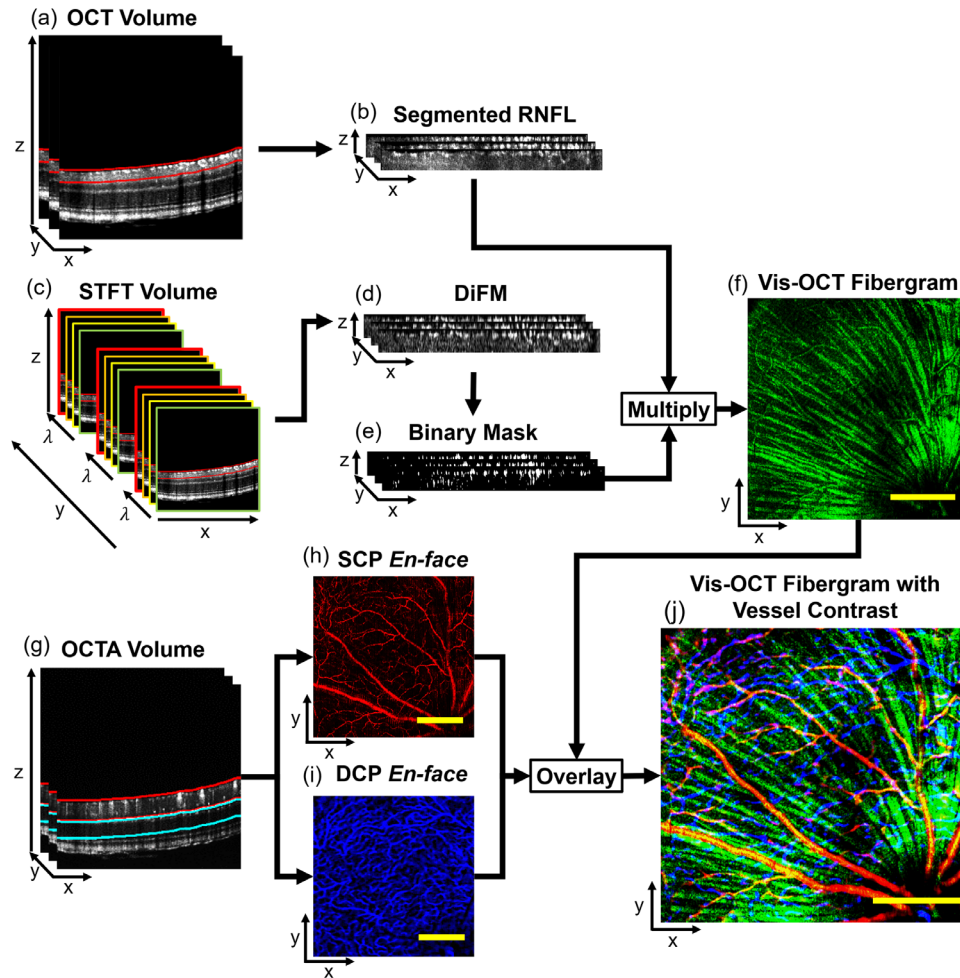 (a) OCT Volume
z
y
x
(b) Segmented RNFL
z
y
x
(c) STFT Volume
z
λ
λ
λ
y
x
(d) DiFM
z
y
x
(e) Binary Mask
z
y
x
Multiply
(f) Vis-OCT Fibergram
y
x
(g) OCTA Volume
z
y
x
(h) SCP En-face
y
x
(i) DCP En-face
y
x
Overlay
Vis-OCT Fibergram with
(j) Vessel Contrast
y
x